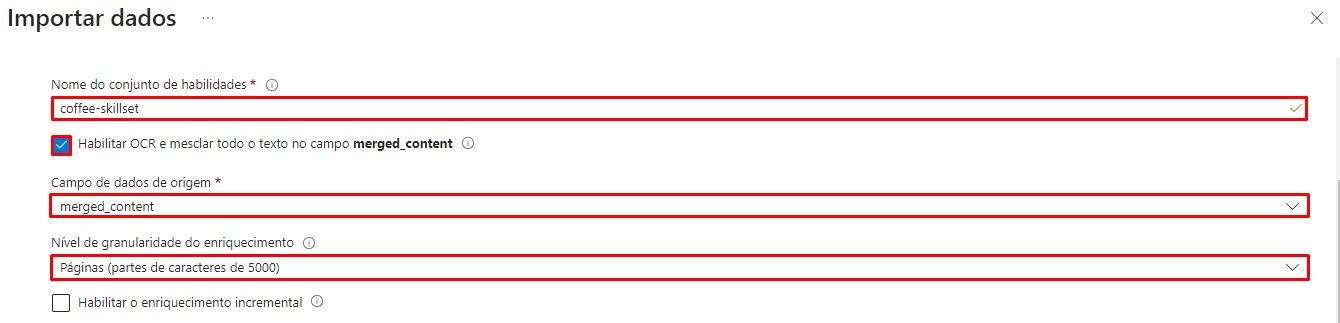 Importar dados ...
Nome do conjunto de habilidades *
coffee-skillset
Habilitar OCR e mesclar todo o texto no campo merged_content
Campo de dados de origem *
merged_content
Nível de granularidade do enriquecimento
Páginas (partes de caracteres de 5000)
Habilitar o enriquecimento incremental